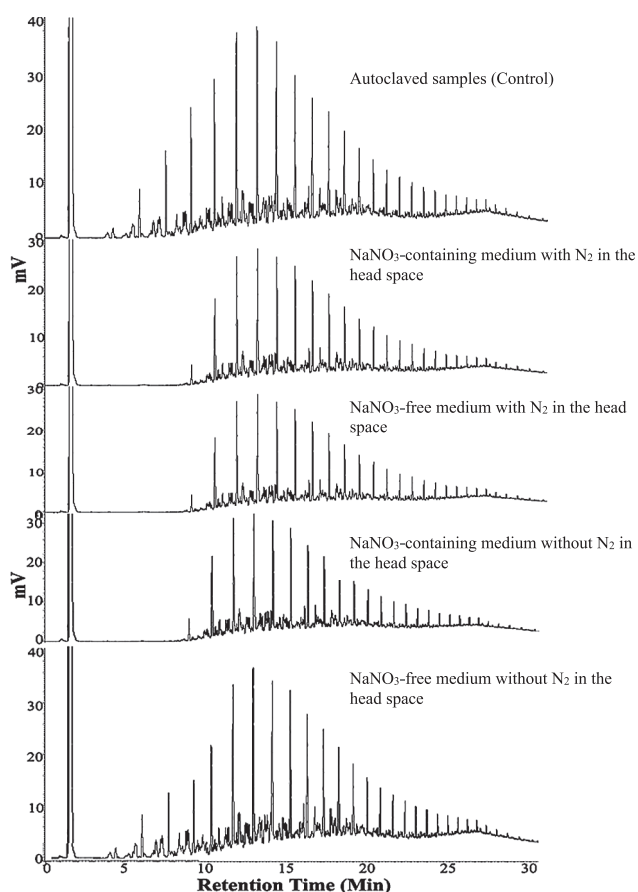 40
Autoclaved samples (Control)
30
20
10
0
30
NaNO3-containing medium with N2 in the
head space
mV
20
10
0
30
NaNO3-free medium with N2 in the head
space
20
10
0
30
NaNO3-containing medium without N2 in
the head space
mV
20
10
0
40
NaNO3-free medium without N2 in the
head space
30
20
10
0
0 5 10 15 20 25 30
Retention Time (Min)